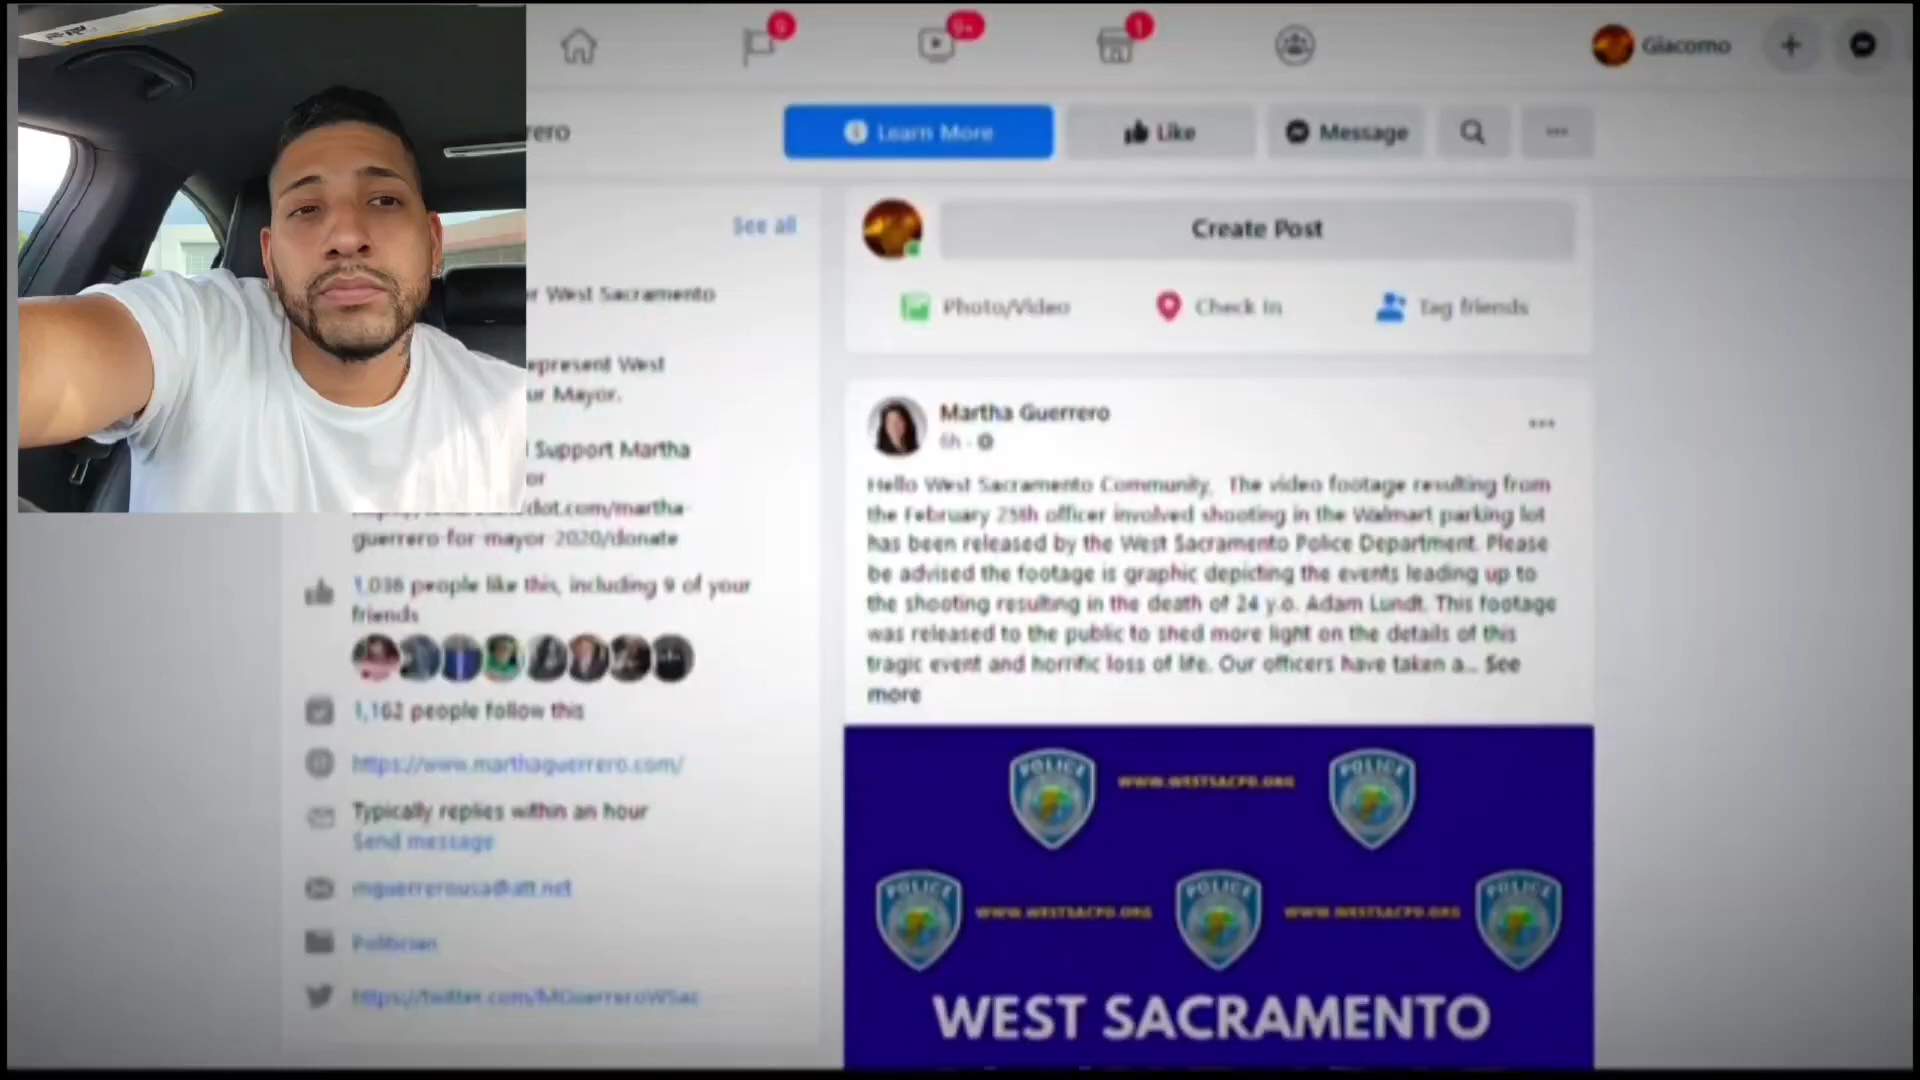 9
9+
1
Giacomo
rero
Learn More
Like
Message
See all
Create Post
r West Sacramento
Photo/Video
Check In
Tag friends
epresent West
ur Mayor.
Support Martha
or
dot.com/martha-
guerrero-for-mayor-2020/donate
1,036 people like this, including 9 of your
friends
1,162 people follow this
https://www.marthaguerrero.com/
Typically replies within an hour
Send message
mguerrerousa@att.net
Politician
https://twitter.com/MGuerreroWSac
Martha Guerrero
6h ·
Hello West Sacramento Community, The video footage resulting from
the February 25th officer involved shooting in the Walmart parking lot
has been released by the West Sacramento Police Department. Please
be advised the footage is graphic depicting the events leading up to
the shooting resulting in the death of 24 y.o. Adam Lundt. This footage
was released to the public to shed more light on the details of this
tragic event and horrific loss of life. Our officers have taken a... See
more
POLICE
WWW.WESTSACPD.ORG
POLICE
POLICE
WWW.WESTSACPD.ORG
POLICE
WWW.WESTSACPD.ORG
POLICE
WEST SACRAMENTO